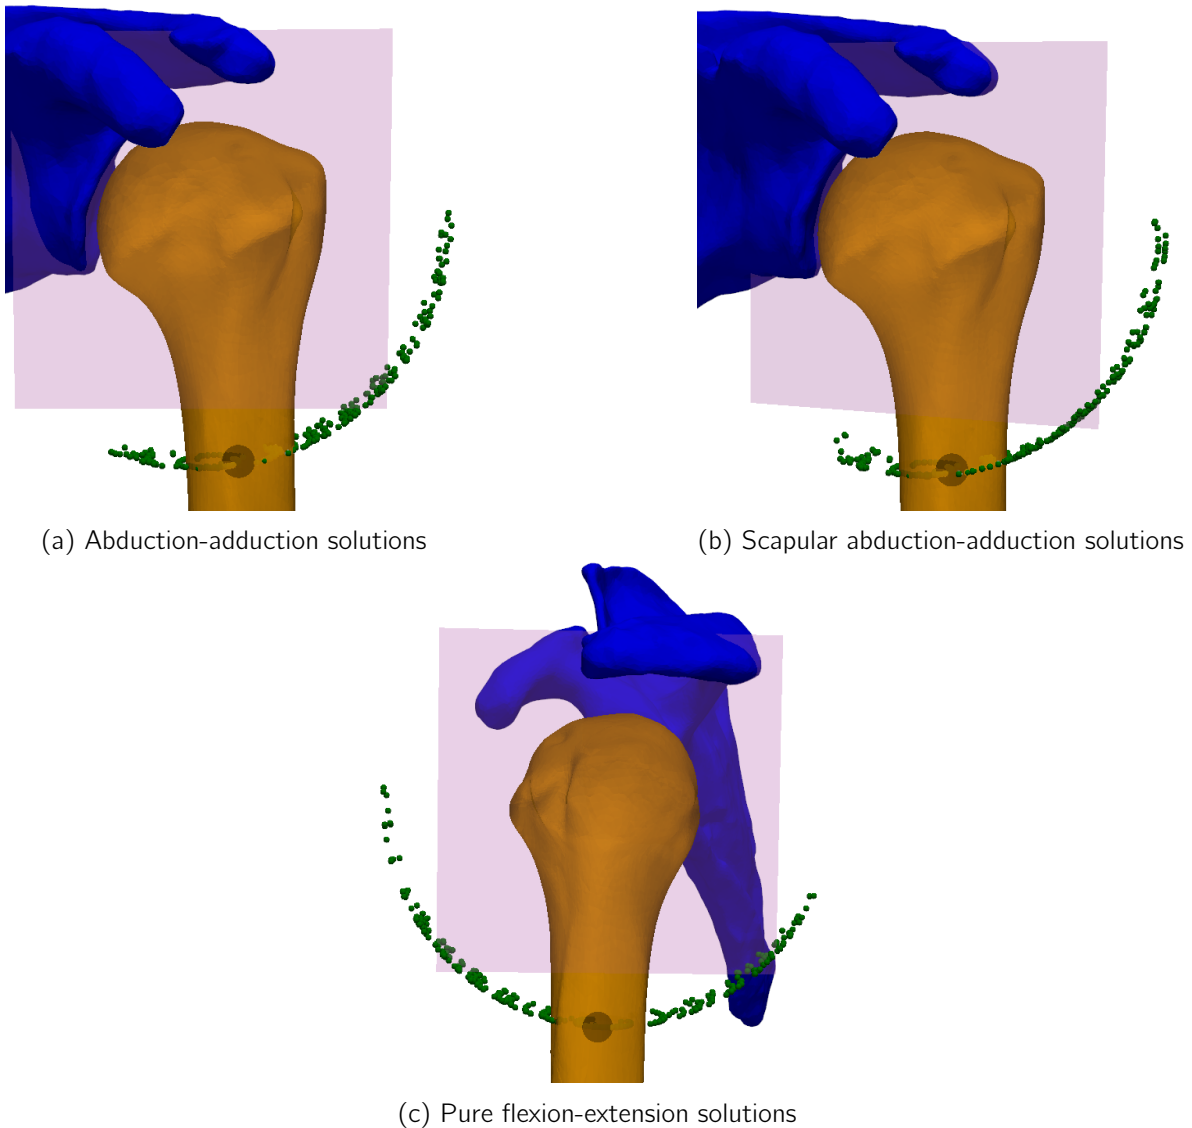 (a) Abduction-adduction solutions
(b) Scapular abduction-adduction solutions
(c) Pure flexion-extension solutions